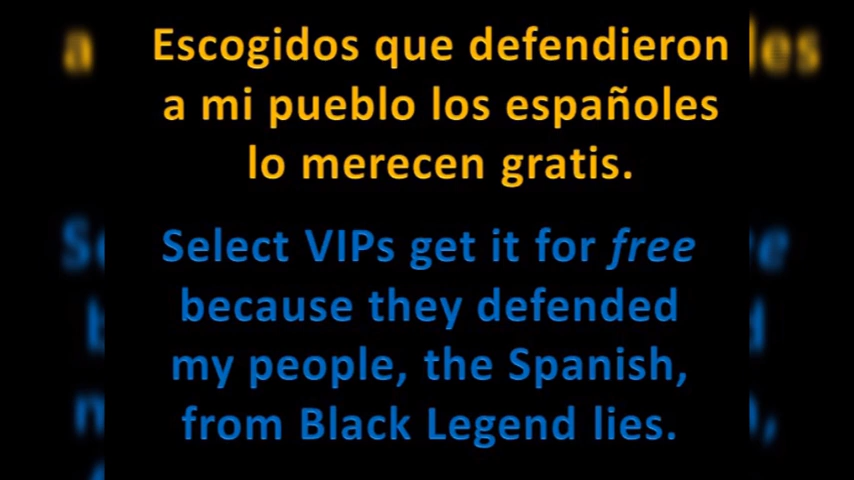 Escogidos que defendieron
a mi pueblo los españoles
lo merecen gratis.
Select VIPs get it for free
because they defended
my people, the Spanish,
from Black Legend lies.